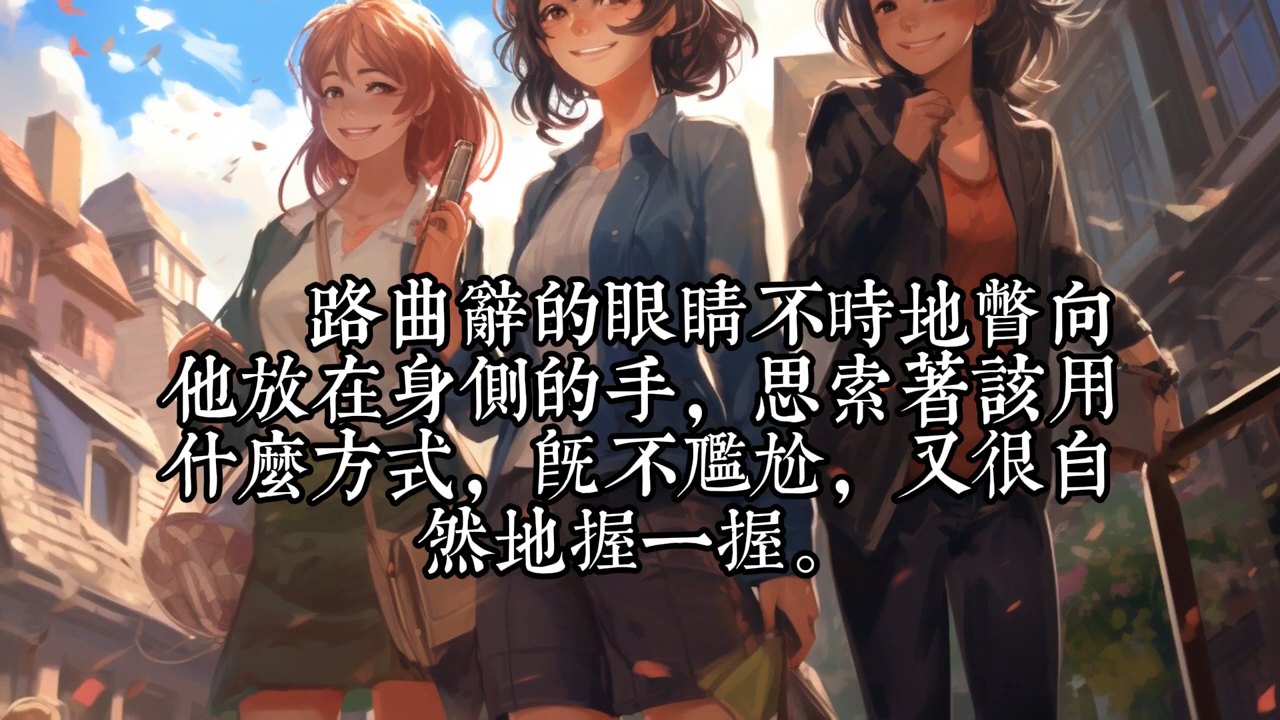 路曲辭的眼睛不時地瞥向
他放在身側的手，思索著該用
什麼方式，既不尷尬，又很自
然地握一握。